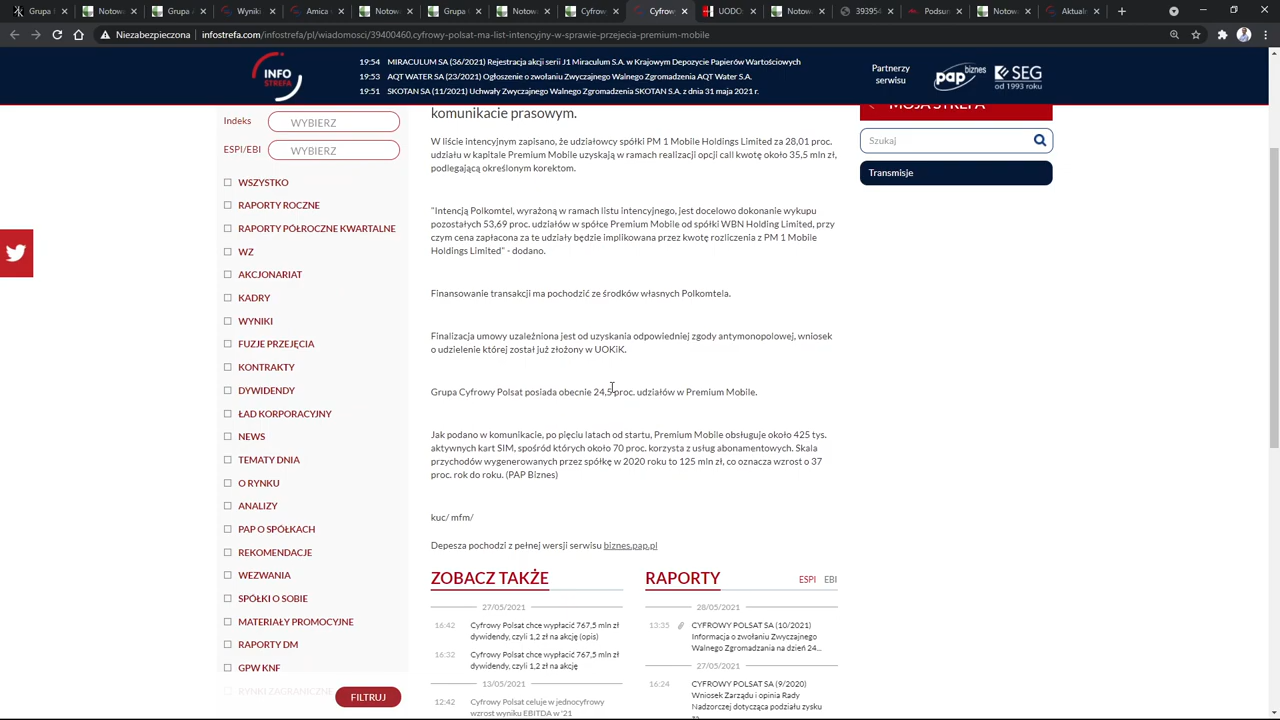 Grupa
Wyniki
Cyfrow
Amica
Develo
UODO
393954
Podsun
Nowa
Aktualn
Niezabezpieczona
infostrefa.com/infostrefa/pl/wiadomosci/39400460,cyfrowy-polsat-ma-list-intencyjny-w-sprawie
INFO
STREFA
19:54 MIRACULUM SA (36/2021) Rejestracja akcji serii J1 Miraculum S.A. w Krajowym Depozycie Papierów Wartościowych
19:53 AQT WATER SA (23/2021) Ogłoszenie o zwołaniu Zwyczajnego Walnego Zgromadzenia AQT Water S.A.
19:51 SKOTAN SA (11/2021) Uchwały Zwyczajnego Walnego Zgromadzenia SKOTAN S.A. z dnia 31 maja 2021 r.
Partnerzy
serwisu
pap biznes
SEG
od 1993 roku
Indeks WYBIERZ
ESPI/EBI WYBIERZ
WSZYSTKO
RAPORTY ROCZNE
RAPORTY PÓŁROCZNE KWARTALNE
WZ
AKCJONARIAT
KADRY
WYNIKI
FUZJE PRZEJĘCIA
KONTRAKTY
DYWIDENDY
ŁAD KORPORACYJNY
NEWS
TEMATY DNIA
O RYNKU
ANALIZY
PAP O SPÓŁKACH
REKOMENDACJE
WEZWANIA
SPÓŁKI O SOBIE
MATERIAŁY PROMOCYJNE
RAPORTY DM
GPW KNF
RYNKI ZAGRANICZNE
FILTRUJ
komunikacie prasowym.
W liście intencyjnym zapisano, że udziałowcy spółki PM 1 Mobile Holdings Limited za 28,01 proc.
udziału w kapitale Premium Mobile uzyskają w ramach realizacji opcji call kwotę około 35,5 mln zł,
podlegającą określonym korektom.
"Intencją Polkomtel, wyrażoną w ramach listu intencyjnego, jest docelowo dokonanie wykupu
pozostałych 53,69 proc. udziałów w spółce Premium Mobile od spółki WBN Holding Limited, przy
czym cena zapłacona za te udziały będzie implikowana przez kwotę rozliczenia z PM 1 Mobile
Holdings Limited" - dodano.
Finansowanie transakcji ma pochodzić ze środków własnych Polkomtela.
Finalizacja umowy uzależniona jest od uzyskania odpowiedniej zgody antymonopolowej, wniosek
o udzielenie której został już złożony w UOKiK.
Grupa Cyfrowy Polsat posiada obecnie 24,5 proc. udziałów w Premium Mobile.
Jak podano w komunikacie, po pięciu latach od startu, Premium Mobile obsługuje około 425 tys.
aktywnych kart SIM, spośród których około 70 proc. korzysta z usług abonamentowych. Skala
przychodów wygenerowanych przez spółkę w 2020 roku to 125 mln zł, co oznacza wzrost o 37
proc. rok do roku. (PAP Biznes)
kuc/ mfm/
Depesza pochodzi z pełnej wersji serwisu biznes.pap.pl
ZOBACZ TAKŻE
27/05/2021
16:42 Cyfrowy Polsat chce wypłacić 767,5 mln zł
dywidendy, czyli 1,2 zł na akcję (opis)
16:32 Cyfrowy Polsat chce wypłacić 767,5 mln zł
dywidendy, czyli 1,2 zł na akcję
13/05/2021
12:42 Cyfrowy Polsat celuje w jednocyfrowy
wzrost wyniku EBITDA w '21
RAPORTY ESPI EBI
28/05/2021
13:35 CYFROWY POLSAT SA (10/2021)
Informacja o zwołaniu Zwyczajnego
Walnego Zgromadzania na dzień 24...
27/05/2021
16:24 CYFROWY POLSAT SA (9/2020)
Wniosek Zarządu i opinia Rady
Nadzorczej dotycząca podziału zysku
MOJA STREFA
Szukaj
Transmisje